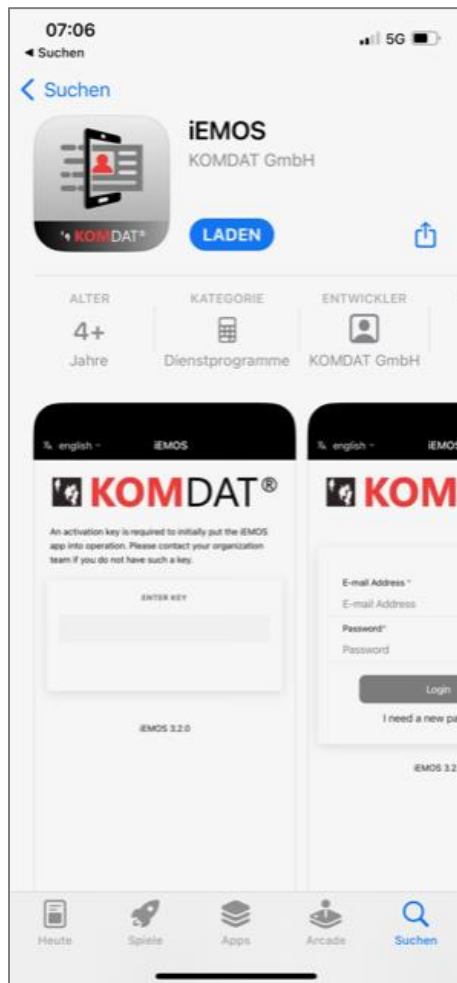 07:06
5G
Suchen
Suchen
iEMOS
KOMDAT GmbH
KOMDAT®
LADEN
ALTER
4+
Jahre
KATEGORIE
Dienstprogramme
ENTWICKLER
KOMDAT GmbH
english
iEMOS
KOMDAT®
An activation key is required to initially put the iEMOS
app into operation. Please contact your organization
team if you do not have such a key.
ENTER KEY
iEMOS 3.2.0
english
iEMOS
KOM
E-mail Address *
E-mail Address
Password*
Password
Login
I need a new pa
iEMOS 3.2
Heute
Spiele
Apps
Arcade
Suchen